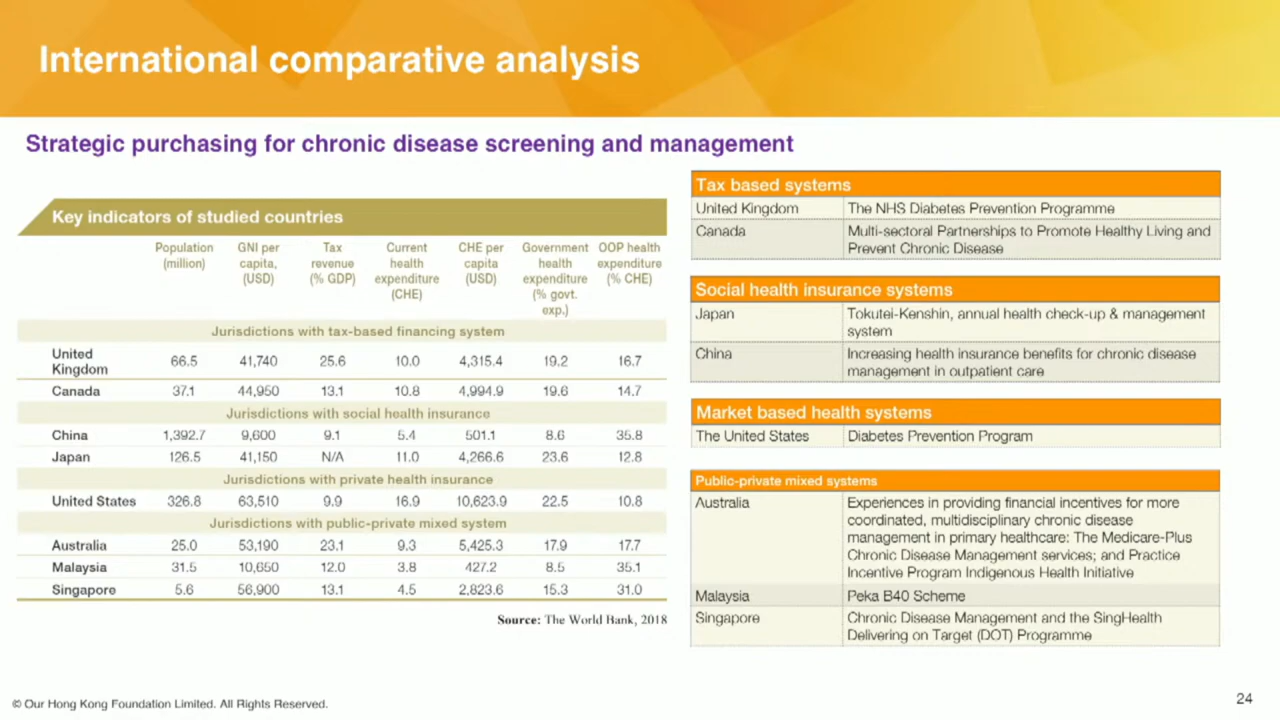 International comparative analysis
Strategic purchasing for chronic disease screening and management
Key indicators of studied countries
Population (million) GNI per capita, (USD) Tax revenue (% GDP) Current health expenditure (CHE) CHE per capita (USD) Government health expenditure (% govt. exp.) OOP health expenditure (% CHE)
Jurisdictions with tax-based financing system
United Kingdom 66.5 41,740 25.6 10.0 4,315.4 19.2 16.7
Canada 37.1 44,950 13.1 10.8 4,994.9 19.6 14.7
Jurisdictions with social health insurance
China 1,392.7 9,600 9.1 5.4 501.1 8.6 35.8
Japan 126.5 41,150 N/A 11.0 4,266.6 23.6 12.8
Jurisdictions with private health insurance
United States 326.8 63,510 9.9 16.9 10,623.9 22.5 10.8
Jurisdictions with public-private mixed system
Australia 25.0 53,190 23.1 9.3 5,425.3 17.9 17.7
Malaysia 31.5 10,650 12.0 3.8 427.2 8.5 35.1
Singapore 5.6 56,900 13.1 4.5 2,823.6 15.3 31.0
Source: The World Bank, 2018
Tax based systems
United Kingdom The NHS Diabetes Prevention Programme
Canada Multi-sectoral Partnerships to Promote Healthy Living and
Prevent Chronic Disease
Social health insurance systems
Japan Tokutei-Kenshin, annual health check-up & management
system
China Increasing health insurance benefits for chronic disease
management in outpatient care
Market based health systems
The United States Diabetes Prevention Program
Public-private mixed systems
Australia Experiences in providing financial incentives for more
coordinated, multidisciplinary chronic disease
management in primary healthcare: The Medicare-Plus
Chronic Disease Management services; and Practice
Incentive Program Indigenous Health Initiative
Malaysia Peka B40 Scheme
Singapore Chronic Disease Management and the SingHealth
Delivering on Target (DOT) Programme
© Our Hong Kong Foundation Limited. All Rights Reserved.
24